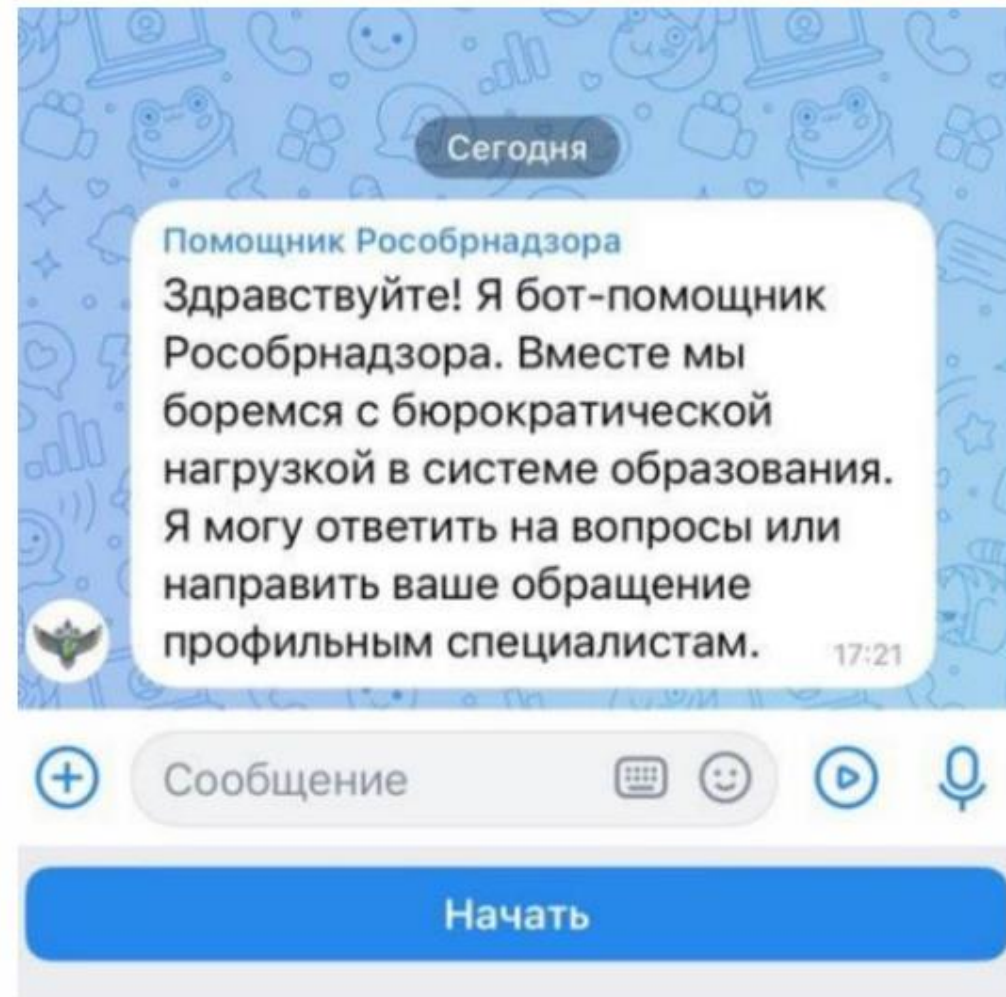 Сегодня
Помощник Рособрнадзора
Здравствуйте! Я бот-помощник
Рособрнадзора. Вместе мы
боремся с бюрократической
нагрузкой в системе образования.
Я могу ответить на вопросы или
направить ваше обращение
профильным специалистам.
17:21
Сообщение
Начать